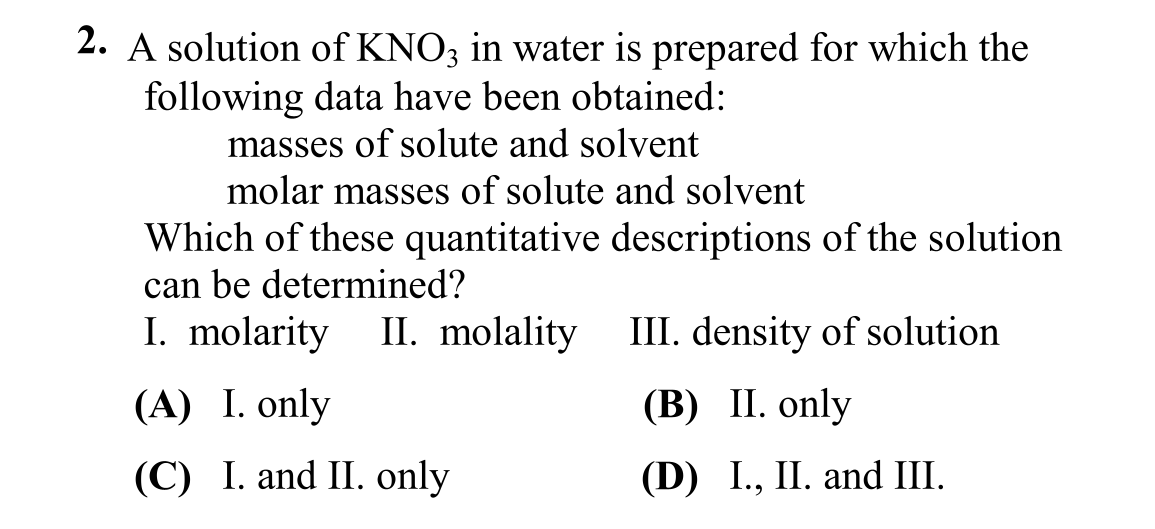 2. A solution of KNO₃ in water is prepared for which the
following data have been obtained:
masses of solute and solvent
molar masses of solute and solvent
Which of these quantitative descriptions of the solution
can be determined?
I. molarity II. molality III. density of solution
(A) I. only (B) II. only
(C) I. and II. only (D) I., II. and III.